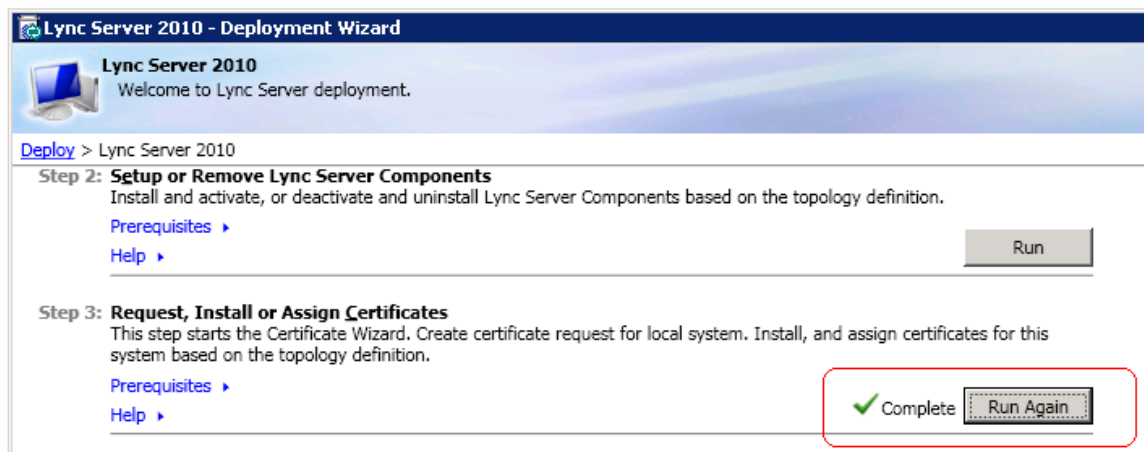 Lync Server 2010 - Deployment Wizard
Lync Server 2010
Welcome to Lync Server deployment.
Deploy > Lync Server 2010
Step 2: Setup or Remove Lync Server Components
Install and activate, or deactivate and uninstall Lync Server Components based on the topology definition.
Prerequisites ▸
Help ▸
Run
Step 3: Request, Install or Assign Certificates
This step starts the Certificate Wizard. Create certificate request for local system. Install, and assign certificates for this
system based on the topology definition.
Prerequisites ▸
Help ▸
Complete Run Again